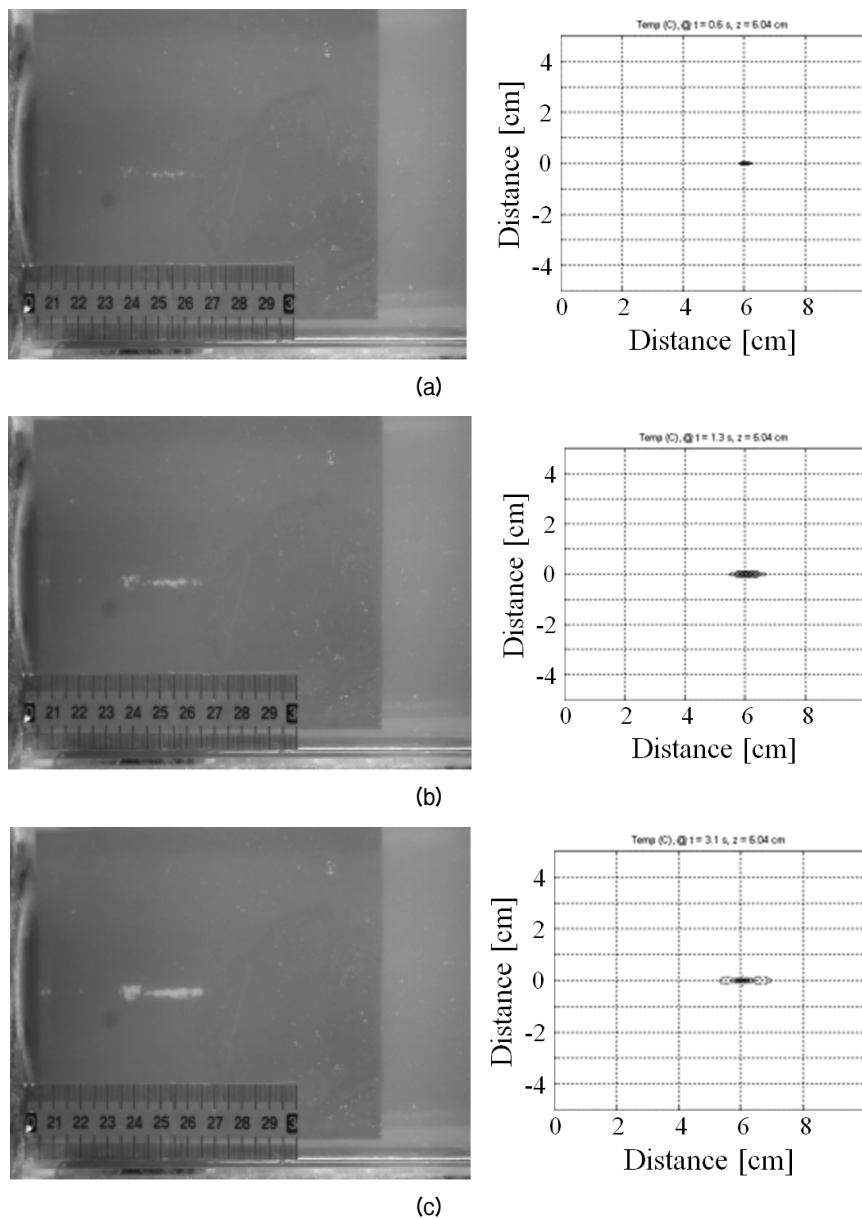 Temp (C), @ t = 0.6 s, z = 6.04 cm
Distance [cm]
4
2
0
-2
-4
0 2 4 6 8
Distance [cm]
0 21 22 23 24 25 26 27 28 29 3
(a)
Temp (C), @ t = 1.3 s, z = 6.04 cm
Distance [cm]
4
2
0
-2
-4
0 2 4 6 8
Distance [cm]
0 21 22 23 24 25 26 27 28 29 3
(b)
Temp (C), @ t = 3.1 s, z = 6.04 cm
Distance [cm]
4
2
0
-2
-4
0 2 4 6 8
Distance [cm]
0 21 22 23 24 25 26 27 28 29 3
(c)